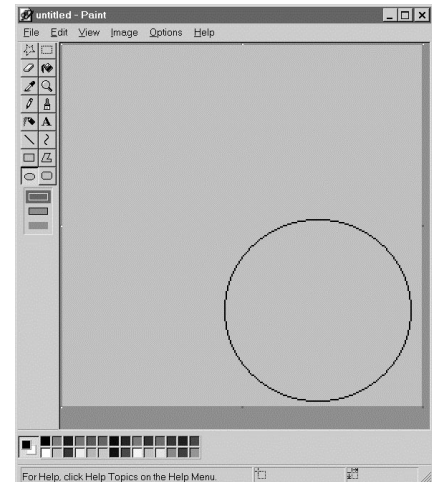 untitled - Paint
File Edit View Image Options Help
A
For Help, click Help Topics on the Help Menu.